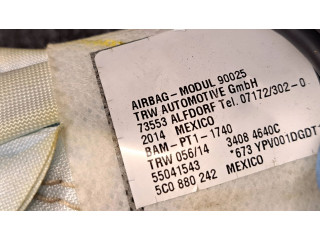 AIRBAG-MODUL 90025
TRW AUTOMOTIVE GmbH
73553 ALFDORF Tel. 07172/302-0
2014 MEXICO
BAM-PT1-1740
TRW 056/14 3408 4640C
55041543 *673 YPV001DGDT
5C0 880 242 MEXICO